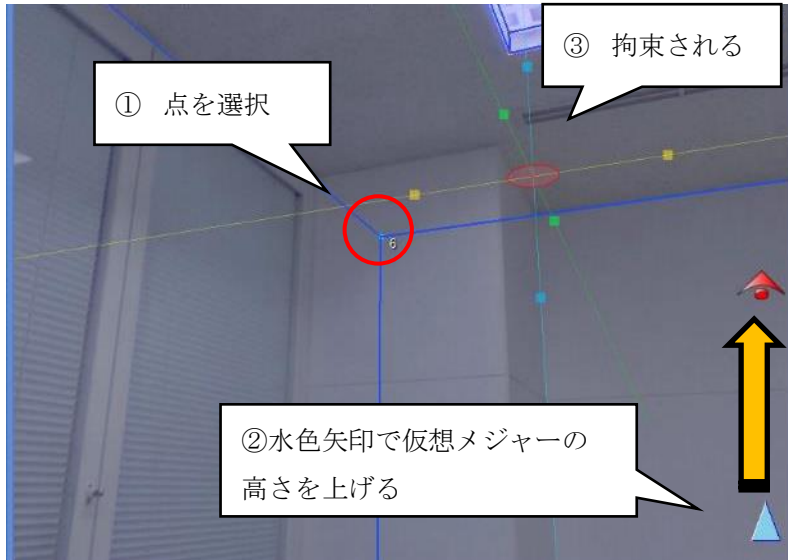 ① 点を選択
③ 拘束される
6
②水色矢印で仮想メジャーの
高さを上げる